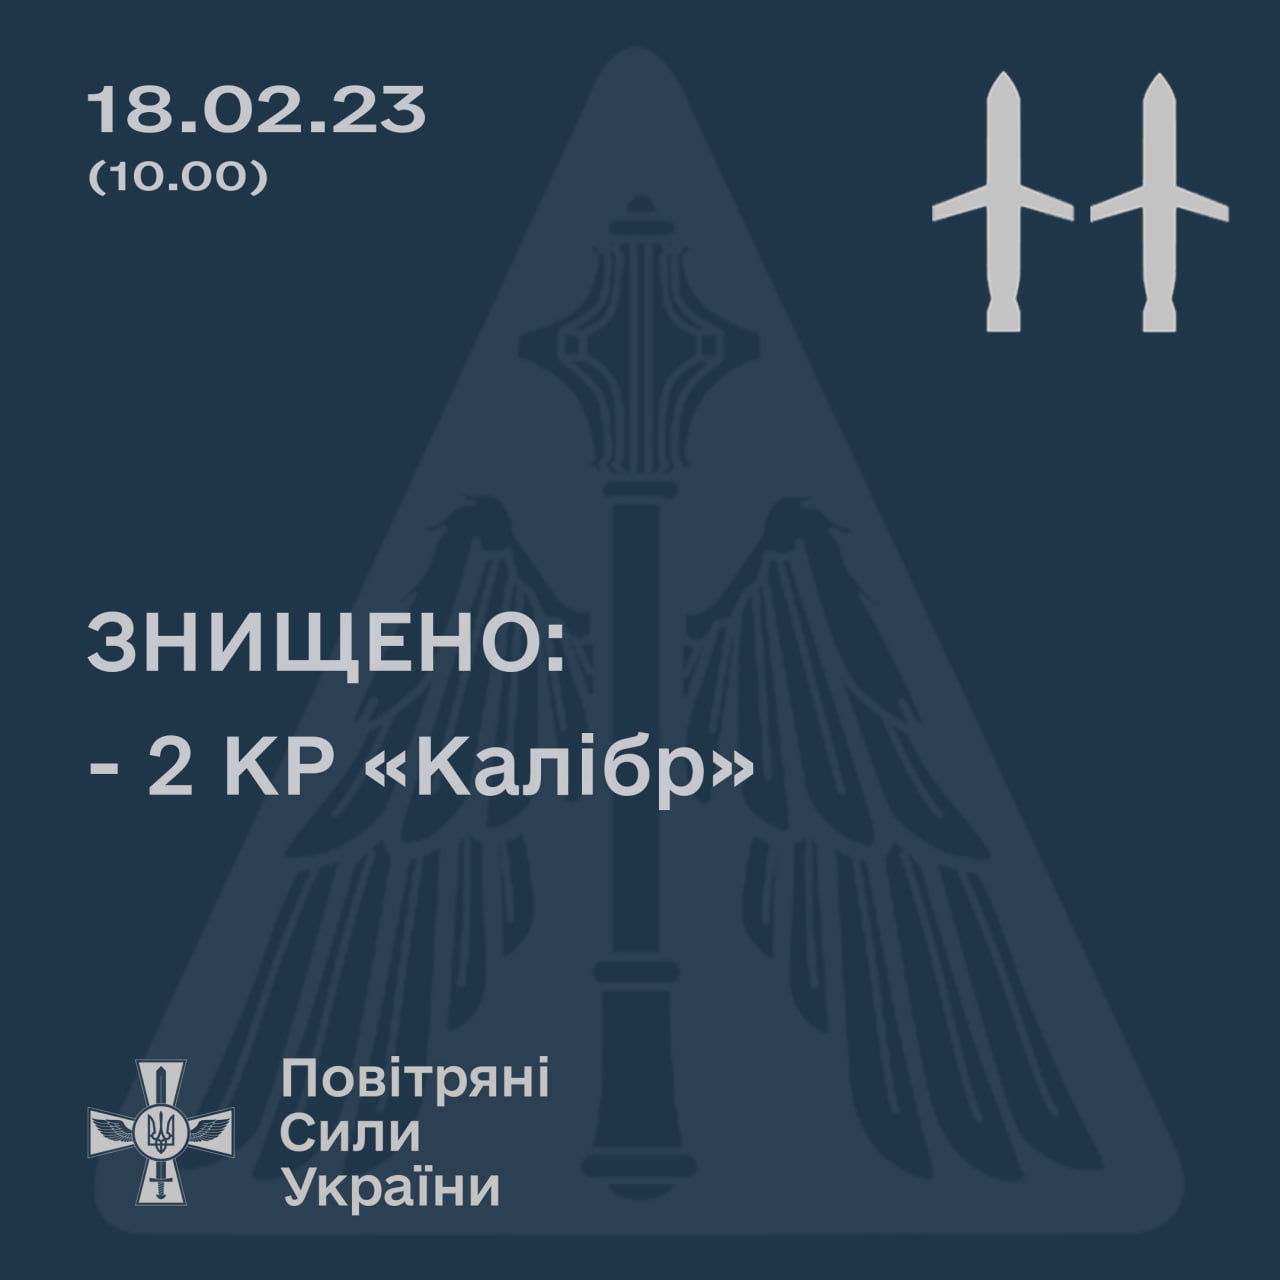 18.02.23
(10.00)
ЗНИЩЕНО:
- 2 КР «Калібр»
Повітряні
Сили
України